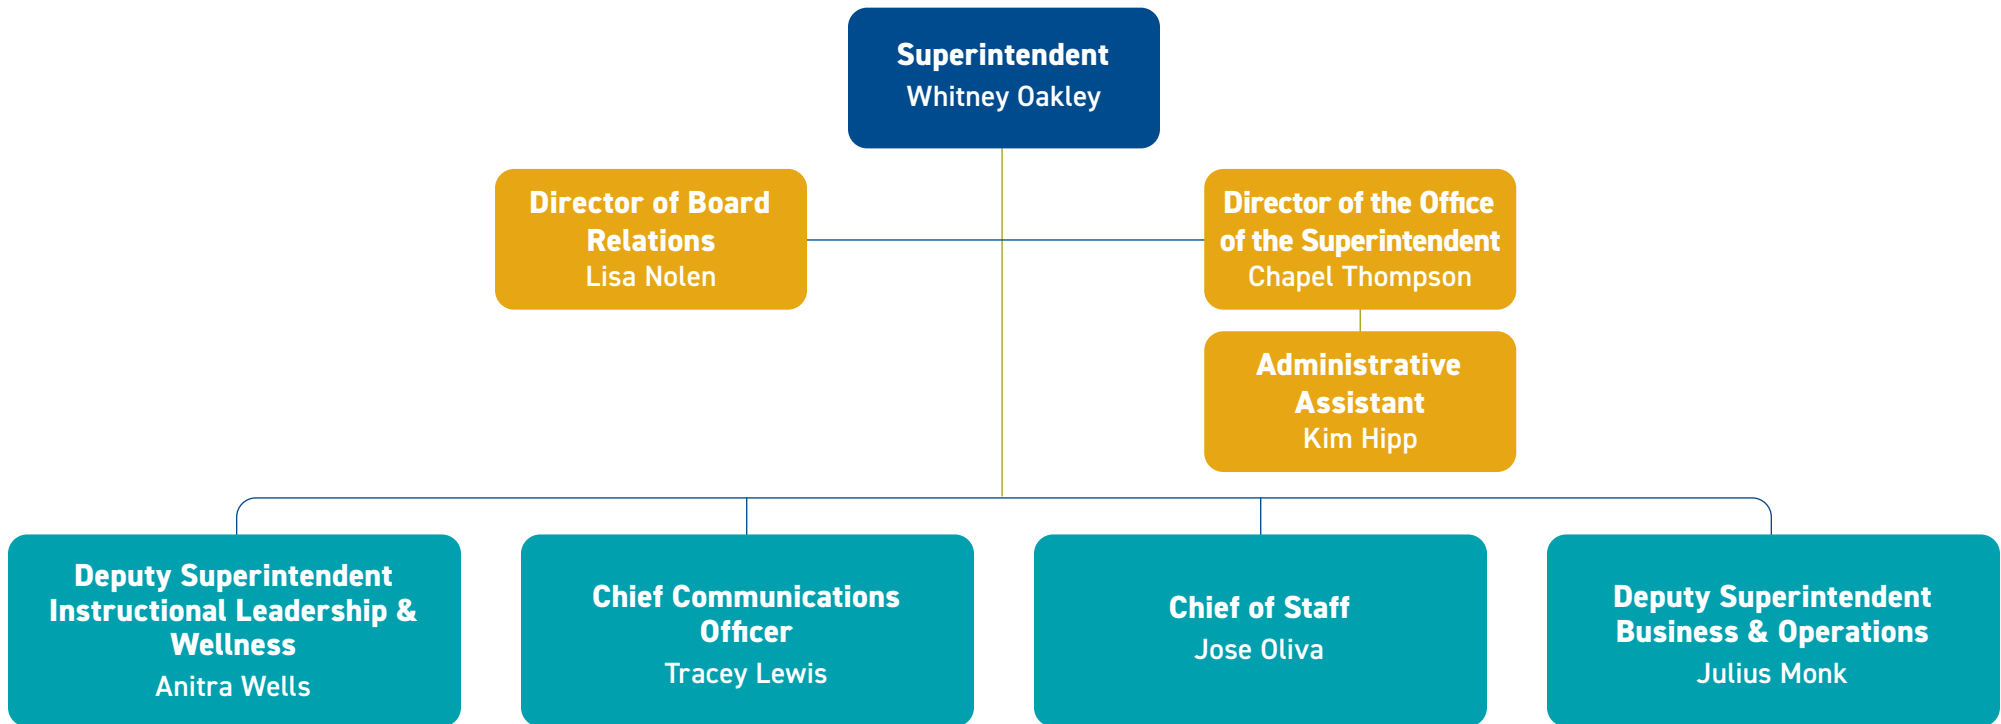 Superintendent
Whitney Oakley
Director of Board
Relations
Lisa Nolen
Director of the Office
of the Superintendent
Chapel Thompson
Administrative
Assistant
Kim Hipp
Deputy Superintendent
Instructional Leadership &
Wellness
Anitra Wells
Chief Communications
Officer
Tracey Lewis
Chief of Staff
Jose Oliva
Deputy Superintendent
Business & Operations
Julius Monk